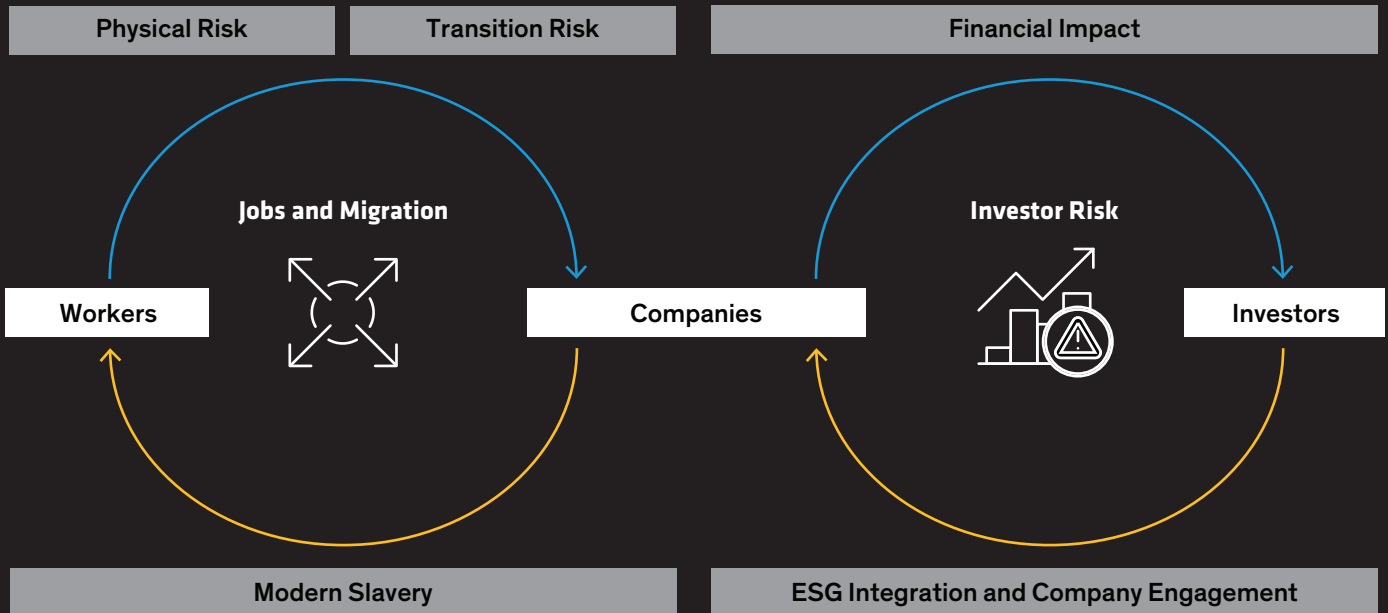 Physical Risk
Transition Risk
Financial Impact
Jobs and Migration
Investor Risk
Workers
Companies
Investors
Modern Slavery
ESG Integration and Company Engagement